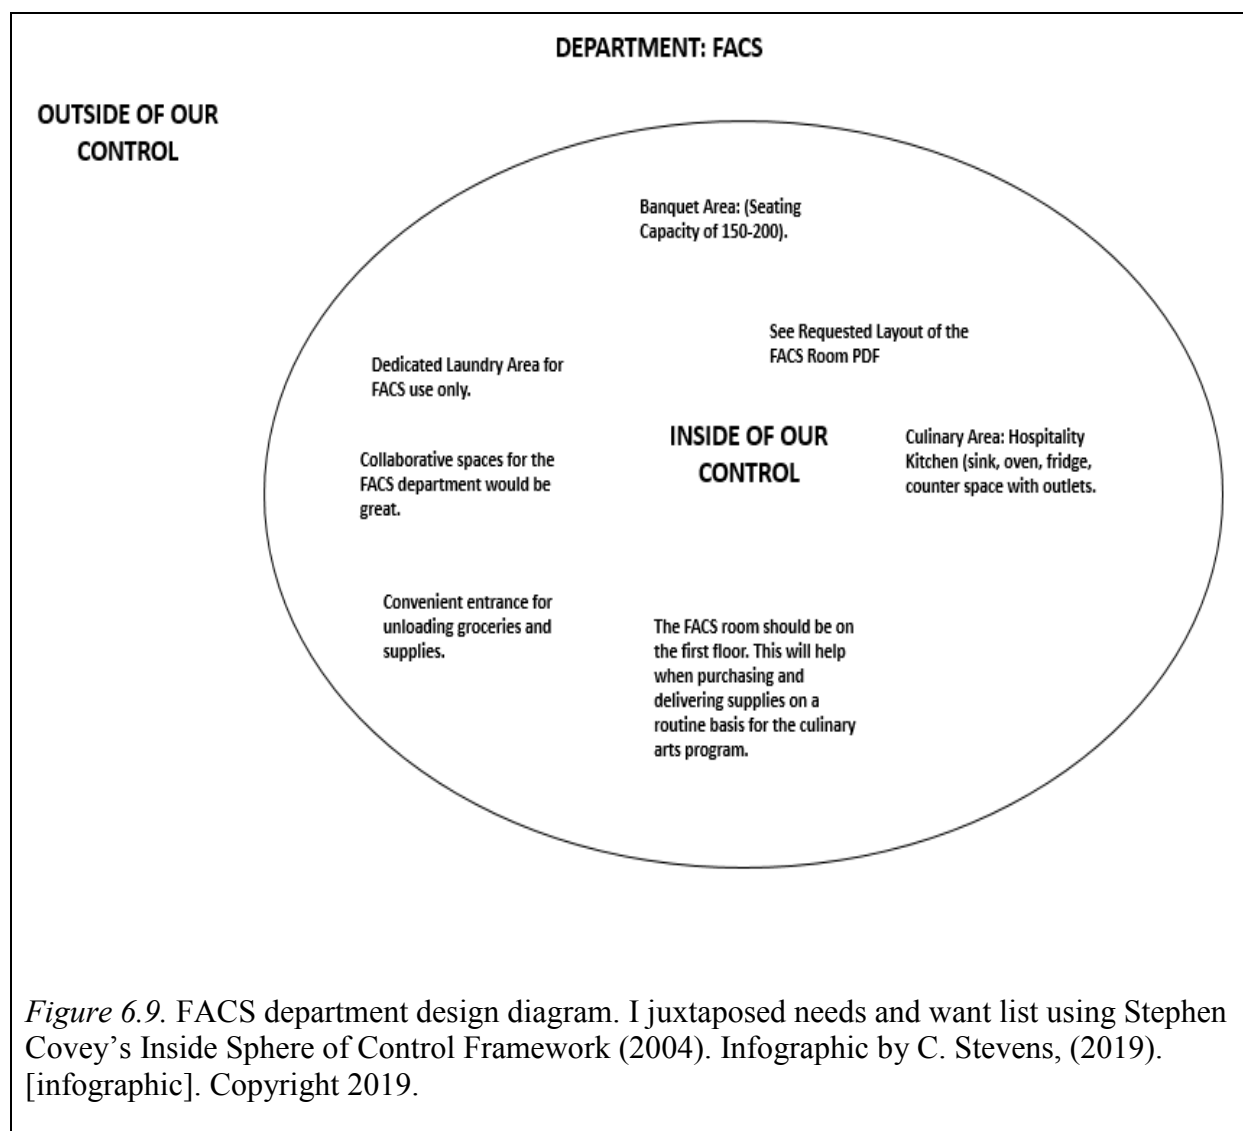 DEPARTMENT: FACS
OUTSIDE OF OUR
CONTROL
Banquet Area: (Seating
Capacity of 150-200).
See Requested Layout of the
FACS Room PDF
Dedicated Laundry Area for
FACS use only.
INSIDE OF OUR
CONTROL
Culinary Area: Hospitality
Kitchen (sink, oven, fridge,
counter space with outlets.
Collaborative spaces for the
FACS department would be
great.
Convenient entrance for
unloading groceries and
supplies.
The FACS room should be on
the first floor. This will help
when purchasing and
delivering supplies on a
routine basis for the culinary
arts program.
Figure 6.9. FACS department design diagram. I juxtaposed needs and want list using Stephen
Covey’s Inside Sphere of Control Framework (2004). Infographic by C. Stevens, (2019).
[infographic]. Copyright 2019.